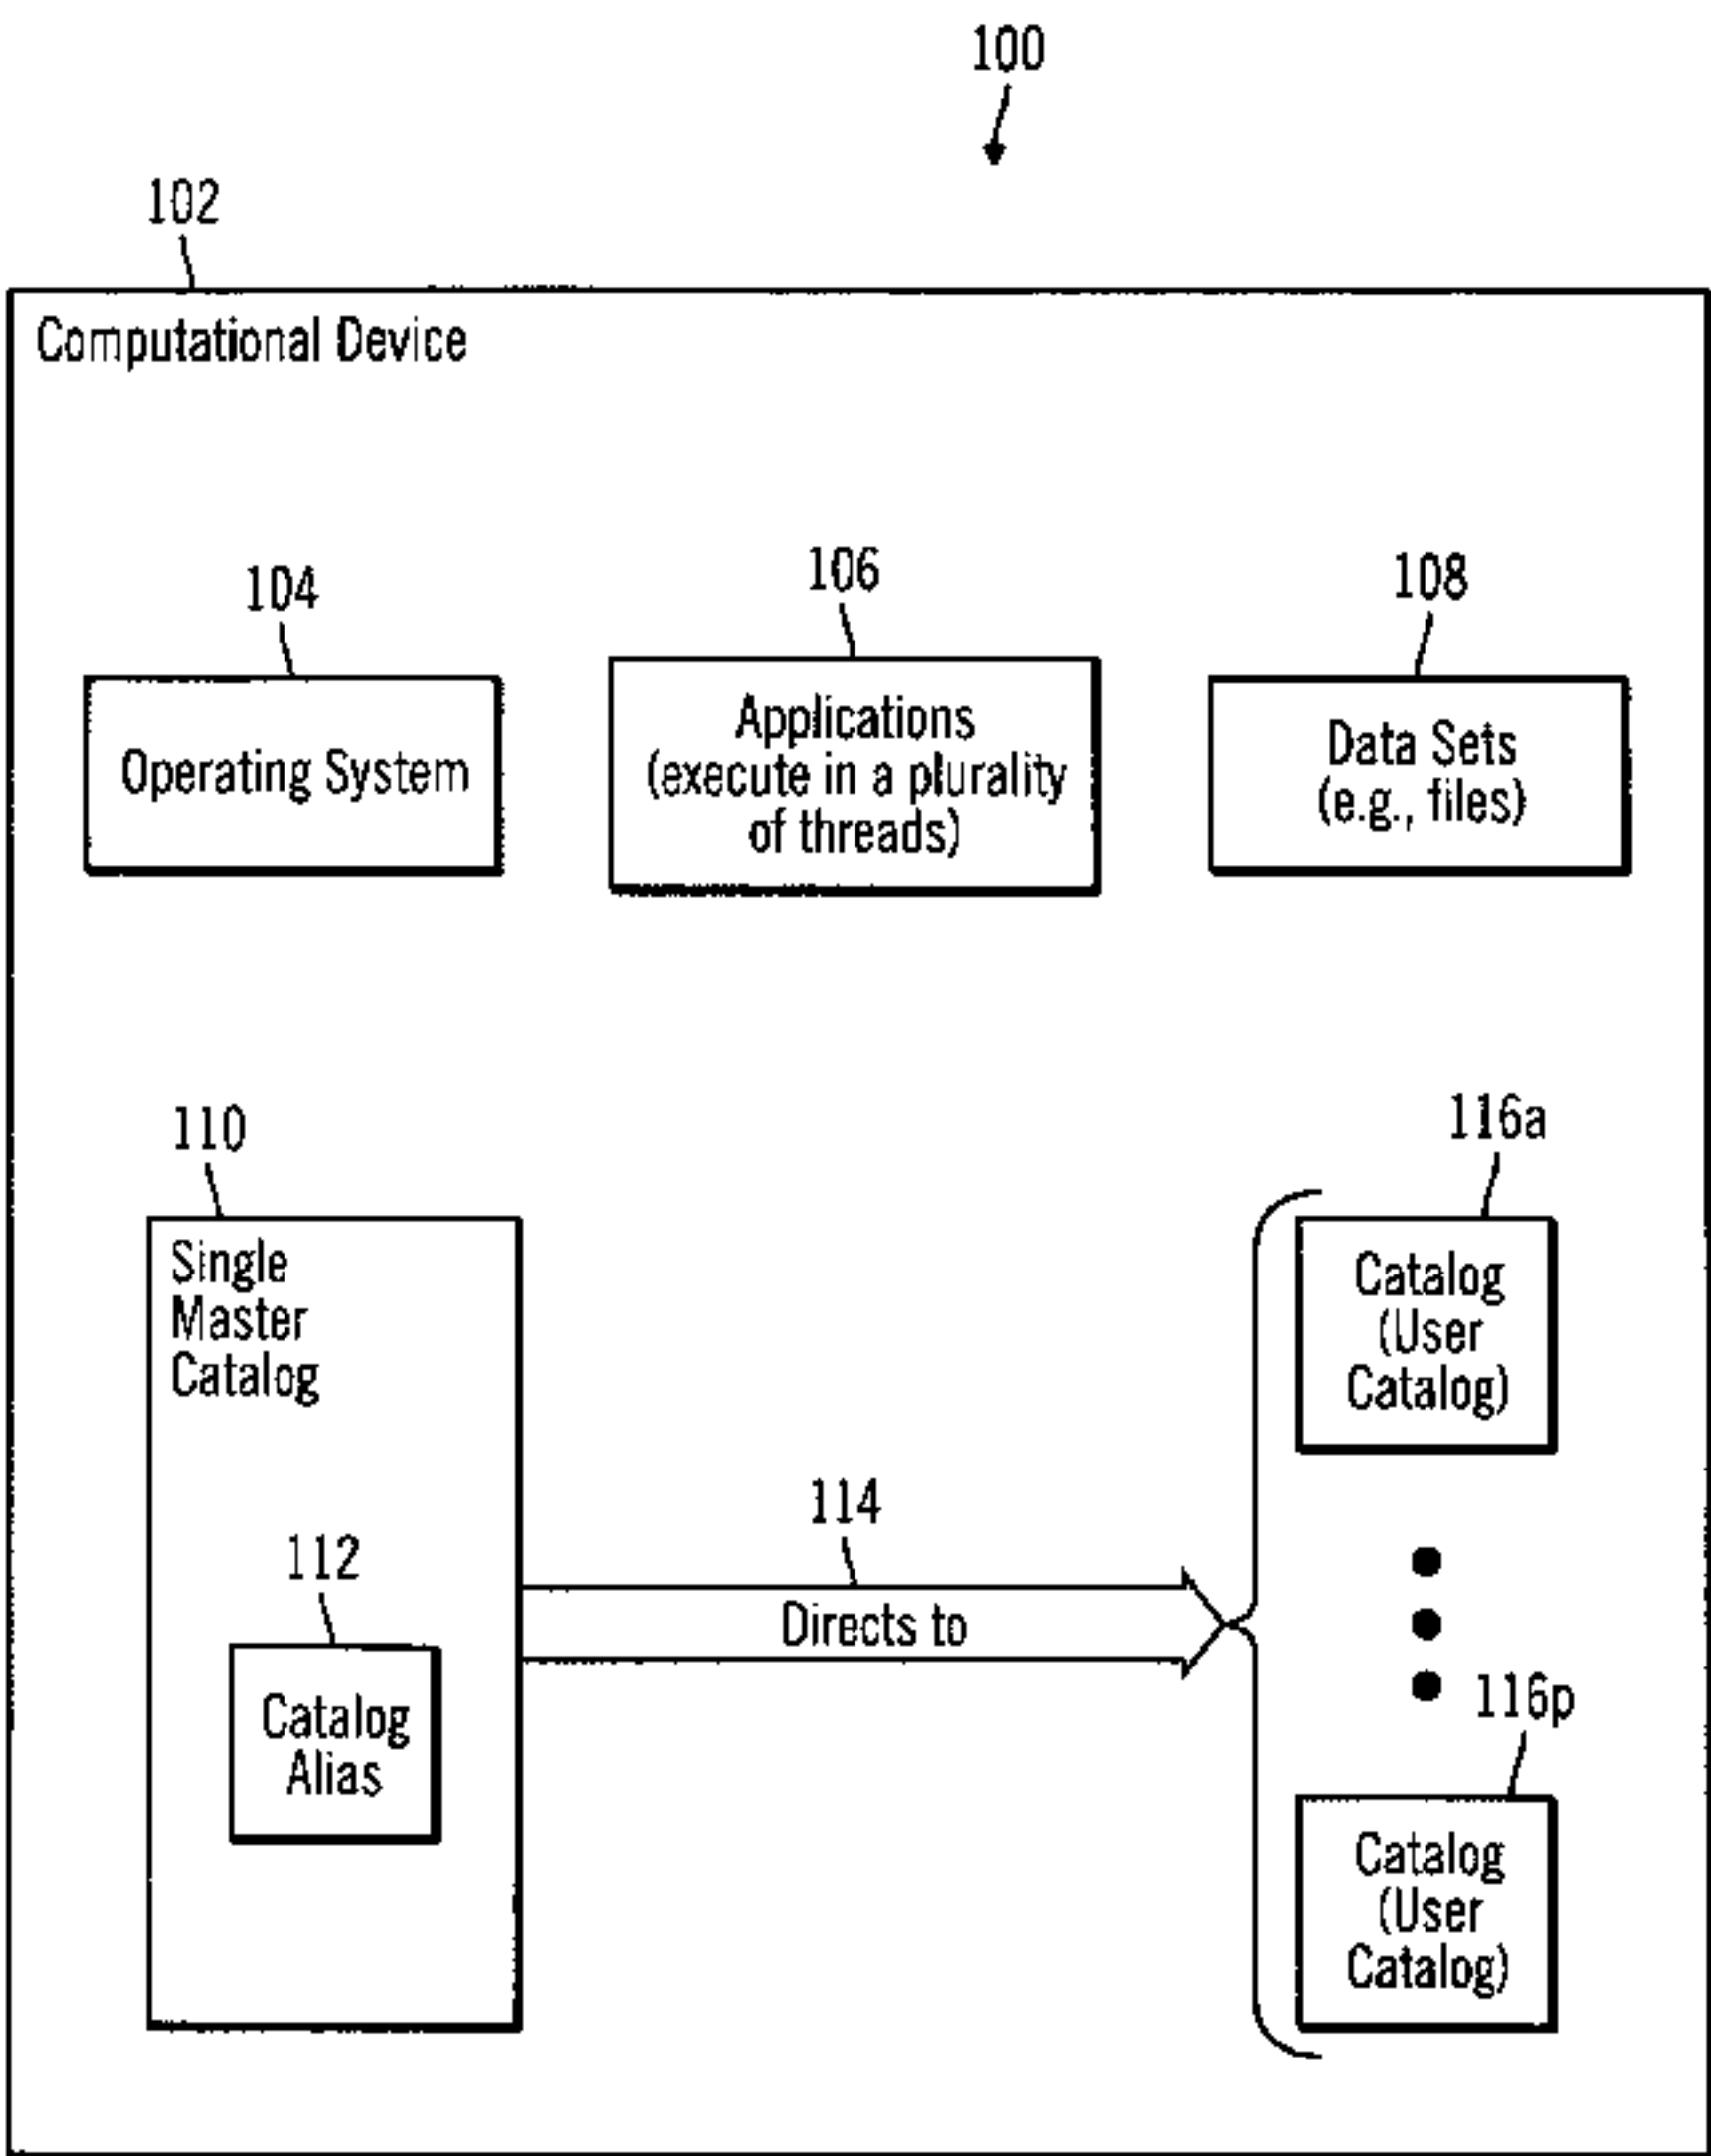 100
102
Computational Device
104
106
108
Operating System
Applications
(execute in a plurality
of threads)
Data Sets
(e.g., files)
110
116a
Single
Master
Catalog
Catalog
(User
Catalog)
114
112
Directs to
Catalog
Alias
116p
Catalog
(User
Catalog)